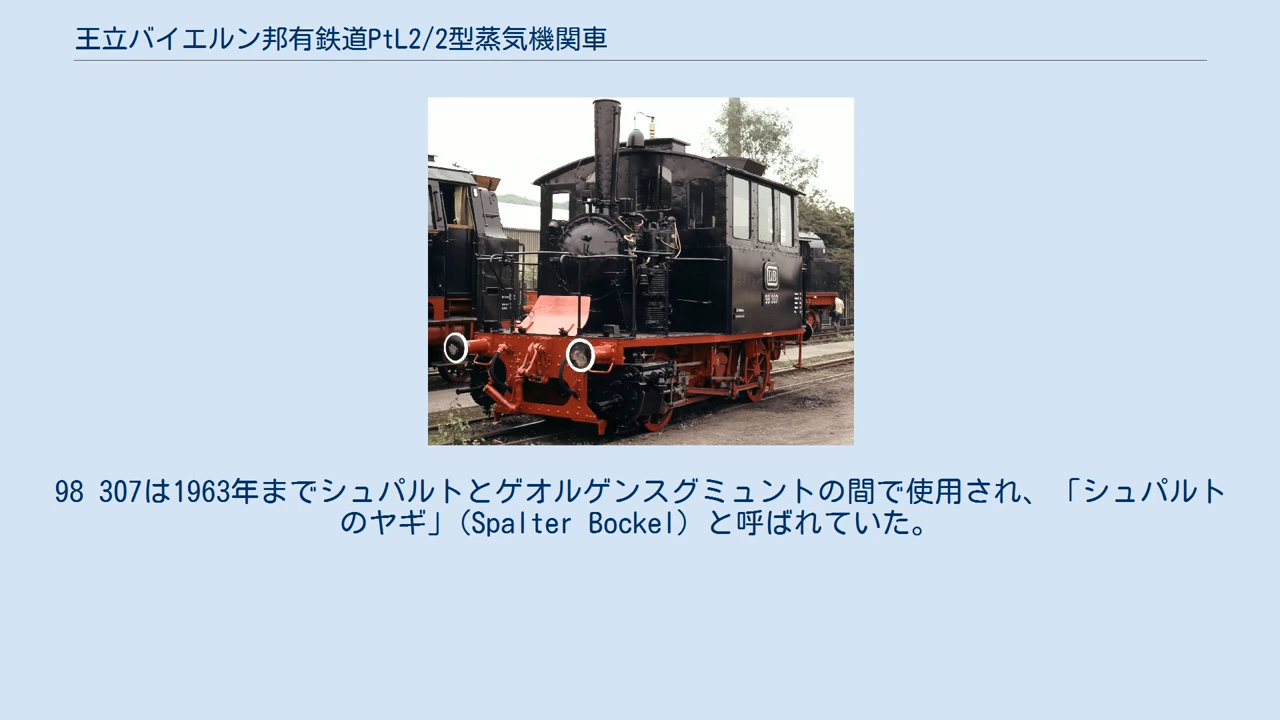 王立バイエルン邦有鉄道PtL2/2型蒸気機関車
DB
98 307
98 307は1963年までシュパルトとゲオルゲンスグミュントの間で使用され、「シュパルト
のヤギ」(Spalter Bockel) と呼ばれていた。